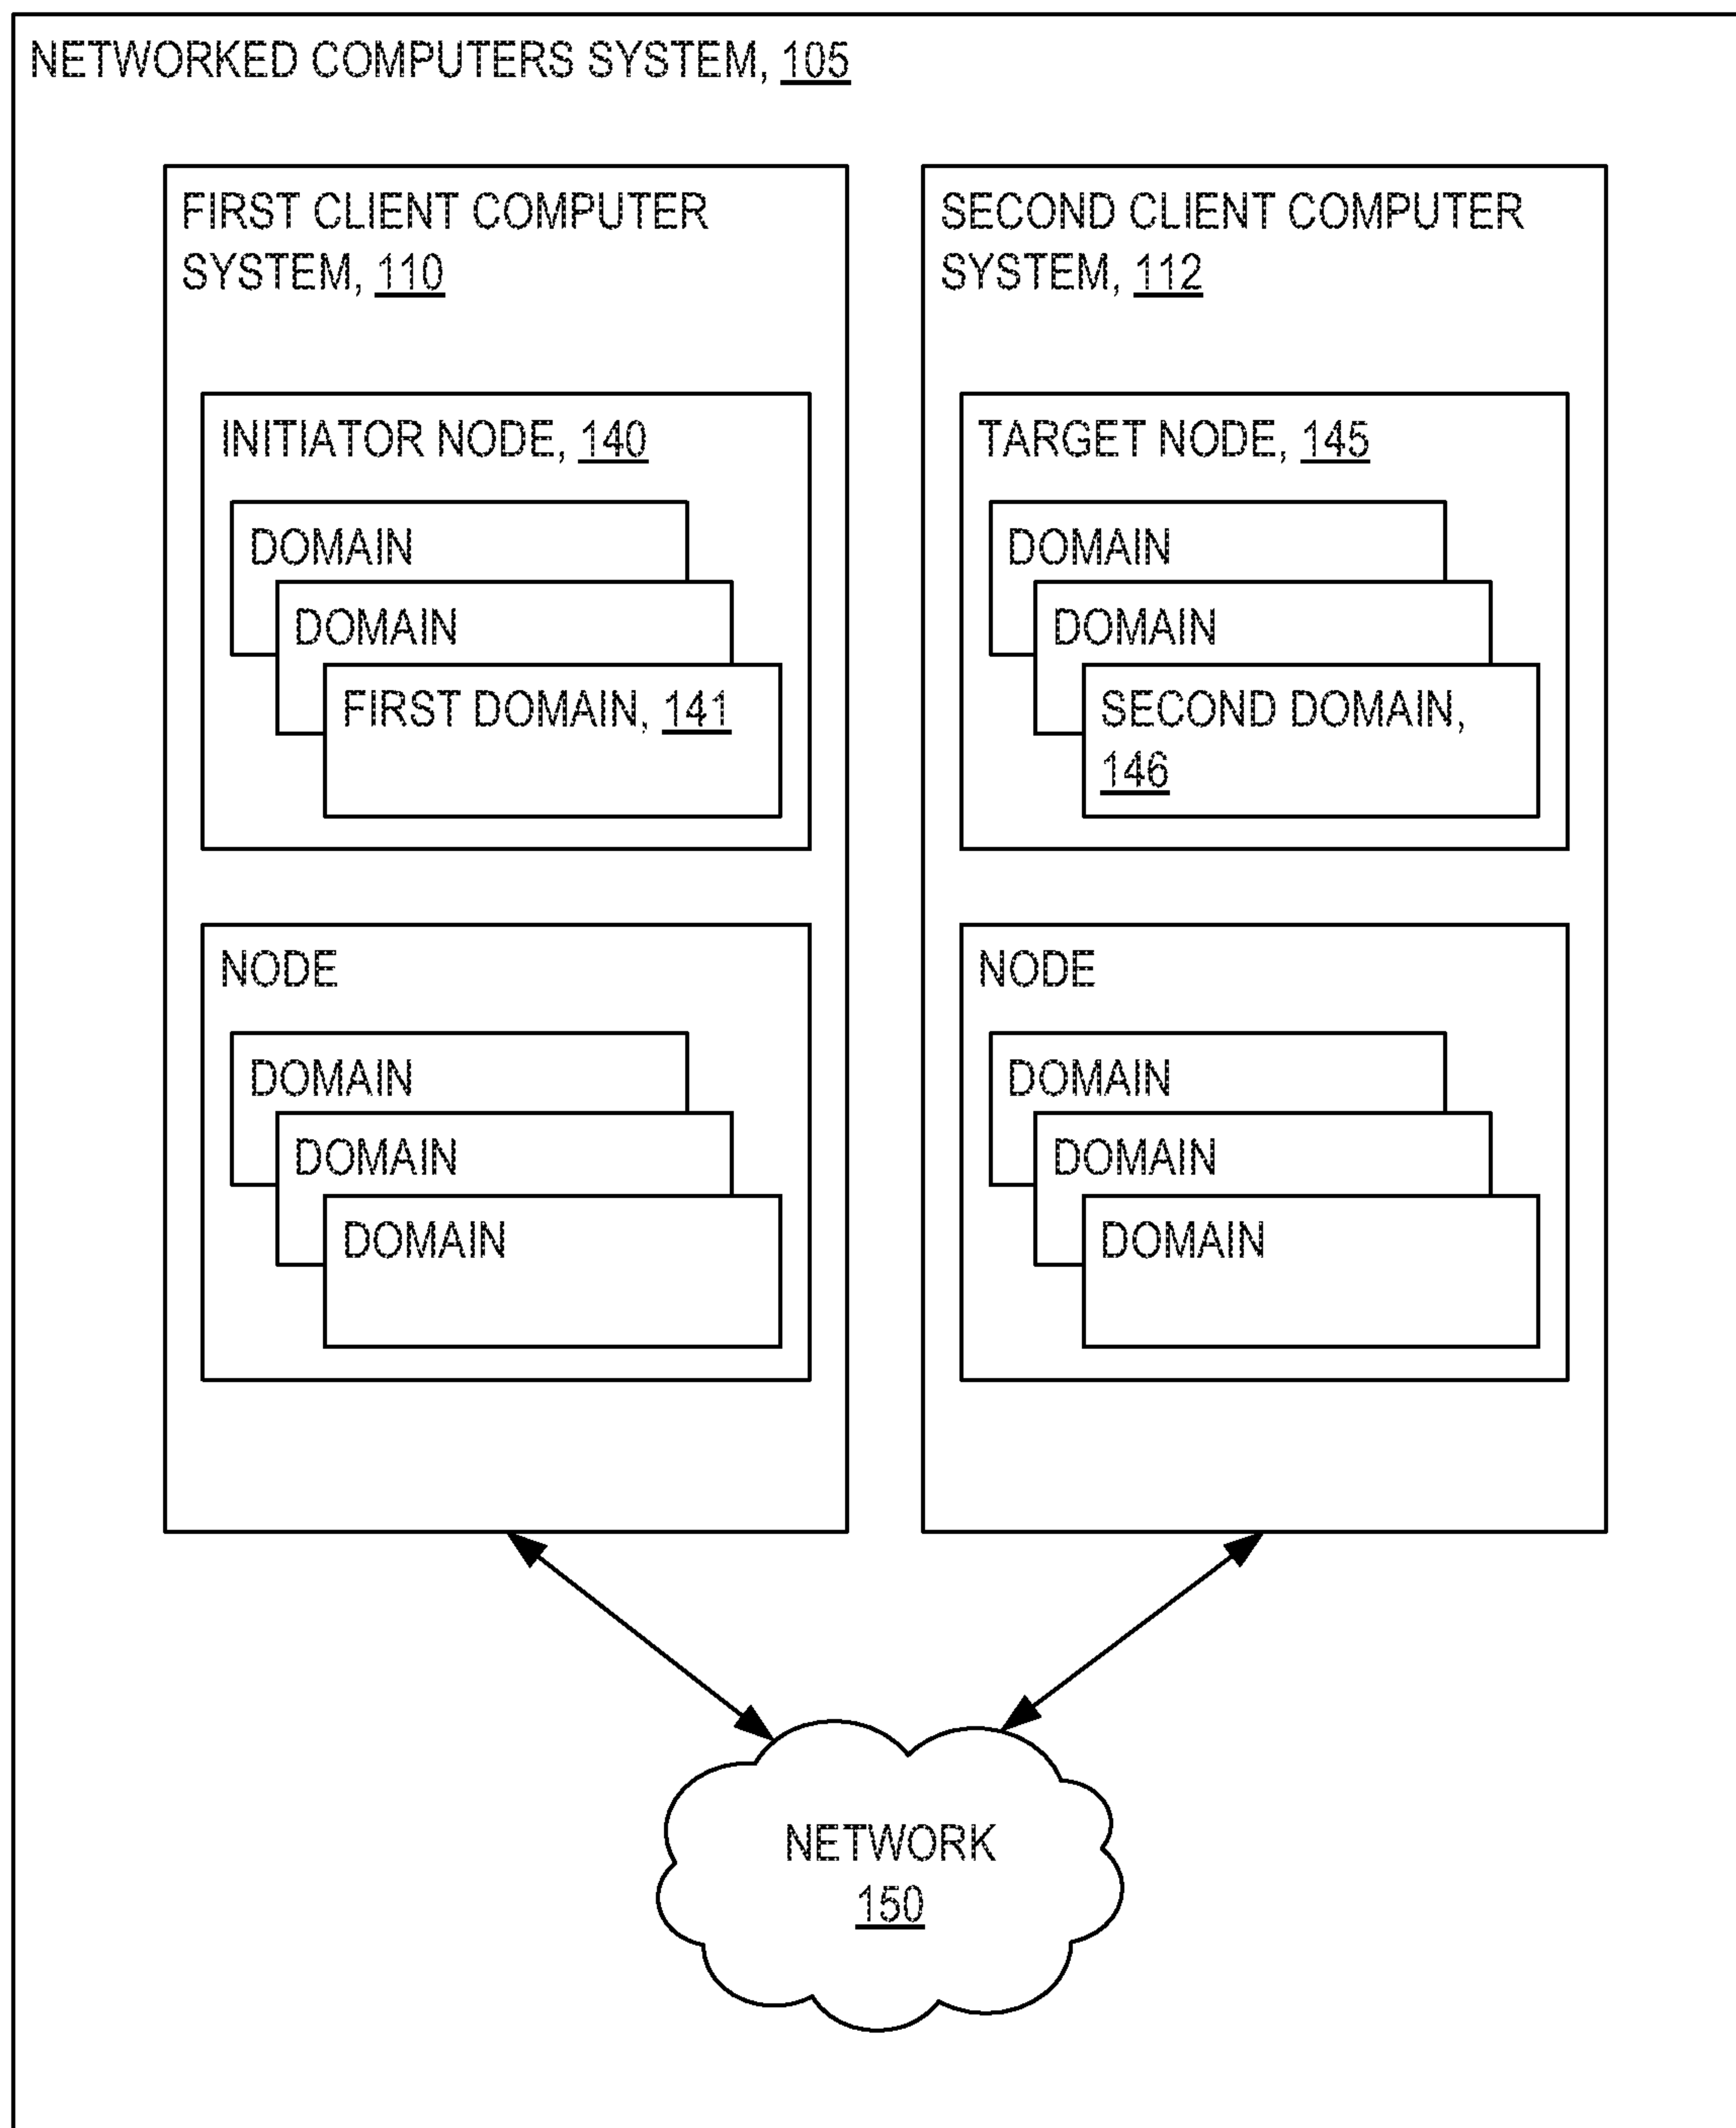 NETWORKED COMPUTERS SYSTEM, 105
FIRST CLIENT COMPUTER
SYSTEM, 110
INITIATOR NODE, 140
DOMAIN
DOMAIN
FIRST DOMAIN, 141
NODE
DOMAIN
DOMAIN
DOMAIN
SECOND CLIENT COMPUTER
SYSTEM, 112
TARGET NODE, 145
DOMAIN
DOMAIN
SECOND DOMAIN,
146
NODE
DOMAIN
DOMAIN
DOMAIN
NETWORK
150